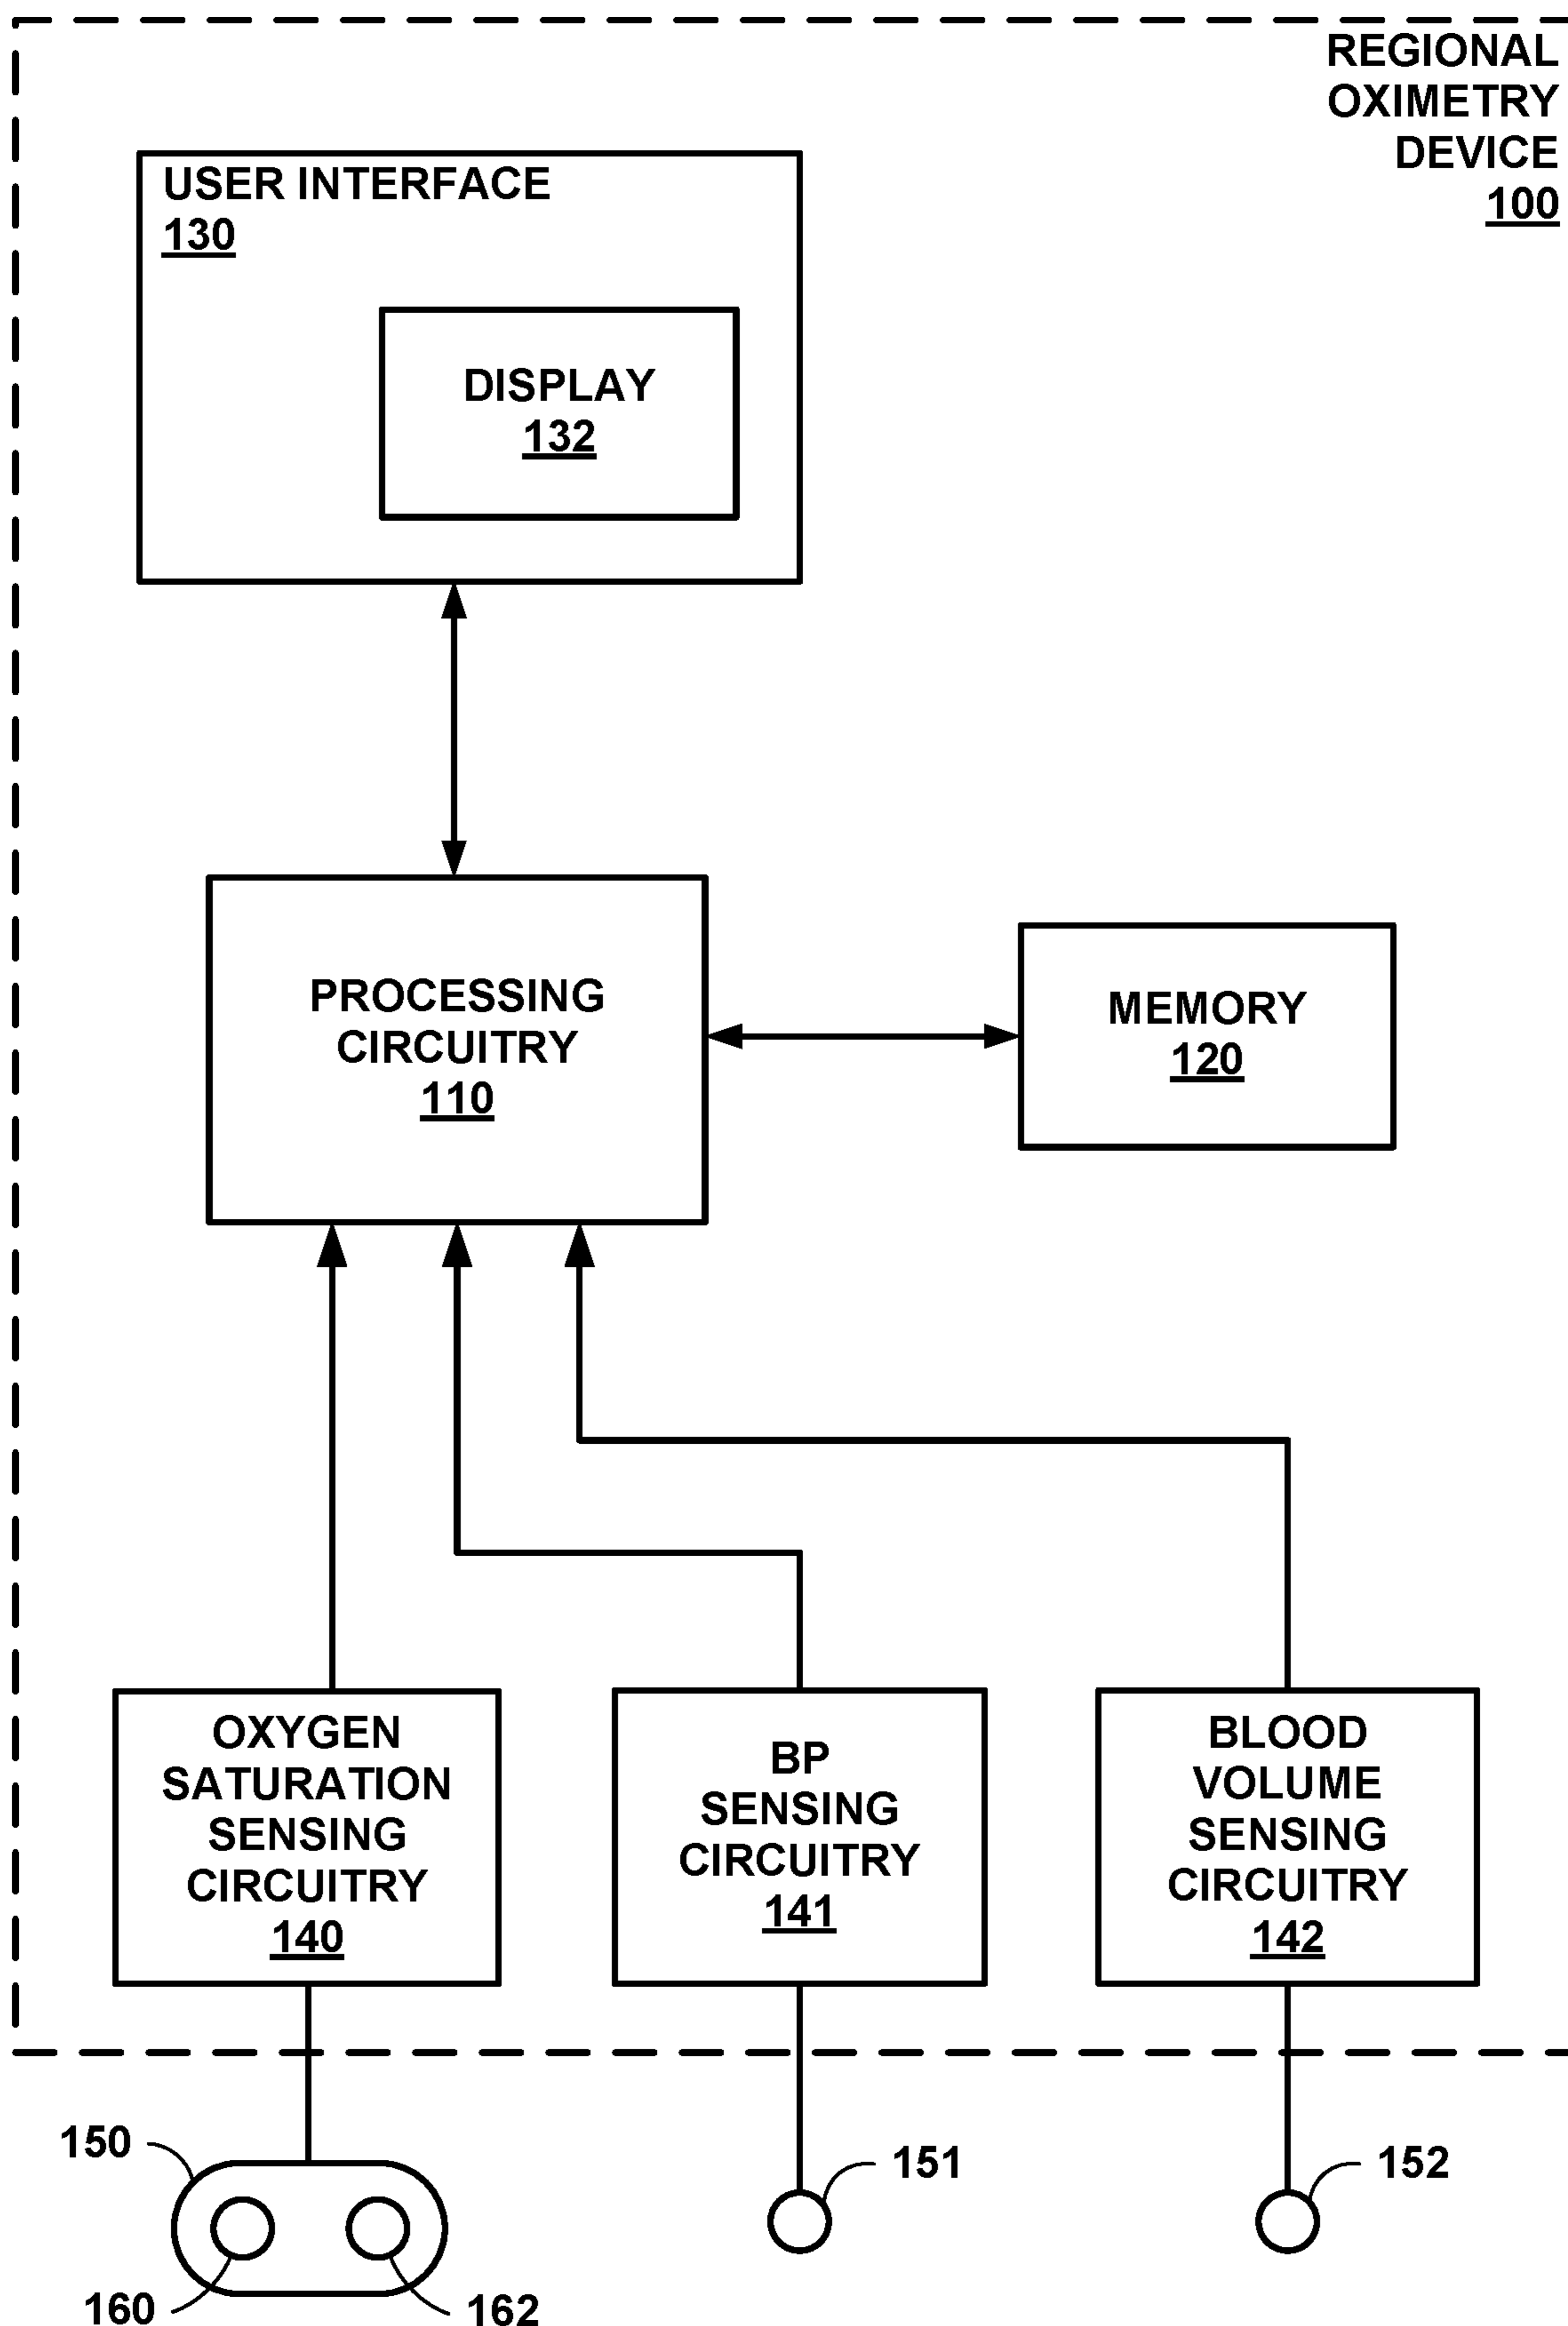 REGIONAL
OXIMETRY
DEVICE
100
USER INTERFACE
130
DISPLAY
132
PROCESSING
CIRCUITRY
110
MEMORY
120
OXYGEN
SATURATION
SENSING
CIRCUITRY
140
BP
SENSING
CIRCUITRY
141
BLOOD
VOLUME
SENSING
CIRCUITRY
142
150
151
152
160
162